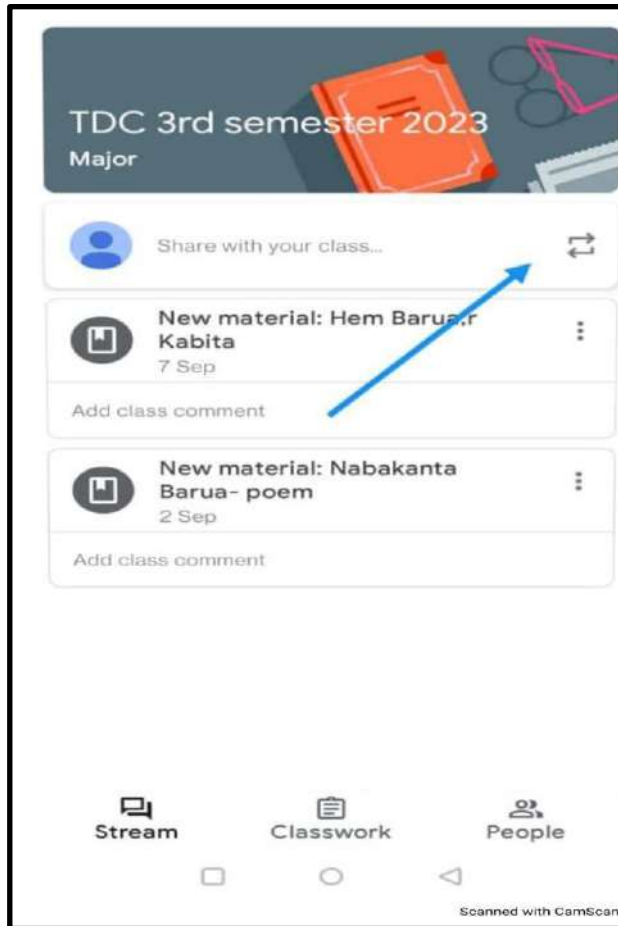 TDC 3rd semester 2023
Major
Share with your class...
New material: Hem Barua,r
Kabita
7 Sep
Add class comment
New material: Nabakanta
Barua- poem
2 Sep
Add class comment
Stream Classwork People
Scanned with CamScan